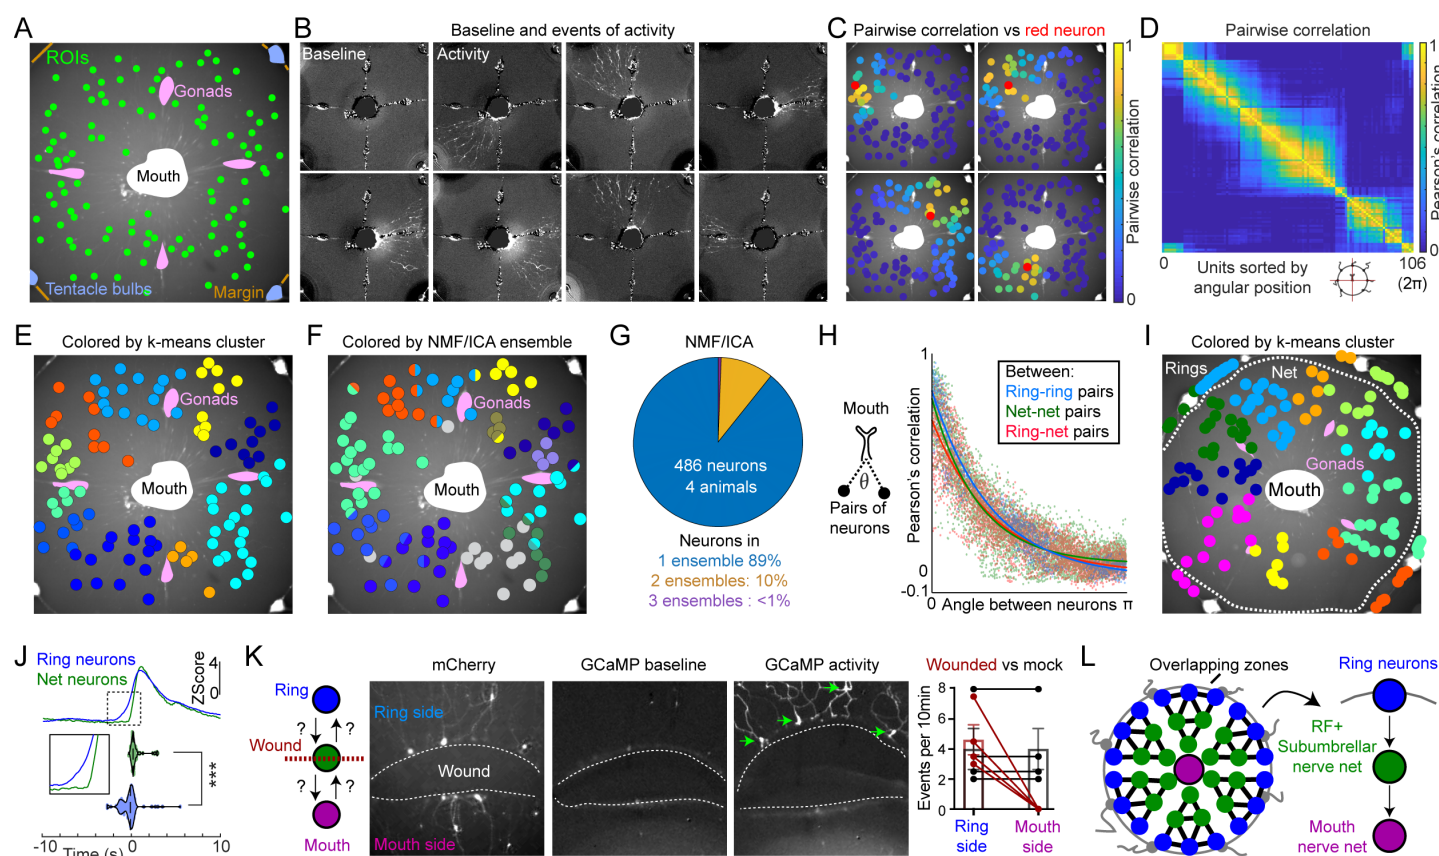 A
ROIs
Gonads
Mouth
Tentacle bulbs
Margin
B
Baseline and events of activity
Baseline
Activity
C
Pairwise correlation vs red neuron
1
Pairwise correlation
0
D
Pairwise correlation
1
Pearson's correlation
0
0
Units sorted by
angular position
106
(2π)
E
Colored by k-means cluster
Gonads
Mouth
F
Colored by NMF/ICA ensemble
Gonads
Mouth
G
NMF/ICA
486 neurons
4 animals
Neurons in
1 ensemble 89%
2 ensembles: 10%
3 ensembles : <1%
H
Mouth
θ
Pairs of
neurons
1
Pearson's correlation
0
-0.1
Between:
Ring-ring pairs
Net-net pairs
Ring-net pairs
0
Angle between neurons
π
I
Colored by k-means cluster
Rings
Net
Gonads
Mouth
J
Ring neurons
Net neurons
4
0
ZScore
***
-10
0
10
Time (s)
K
Ring
?
?
Wound
?
?
Mouth
mCherry
Ring side
Wound
Mouth side
GCaMP baseline
GCaMP activity
Wounded vs mock
8
6
4
2
0
Events per 10min
Ring
side
Mouth
side
L
Overlapping zones
Ring neurons
RF+
Subumbrellar
nerve net
Mouth
nerve net